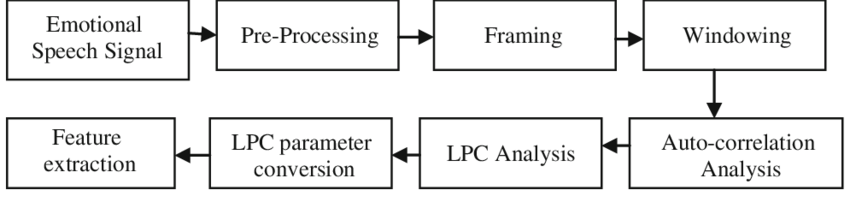 Emotional
Speech Signal
Pre-Processing
Framing
Windowing
Auto-correlation
Analysis
LPC Analysis
LPC parameter
conversion
Feature
extraction